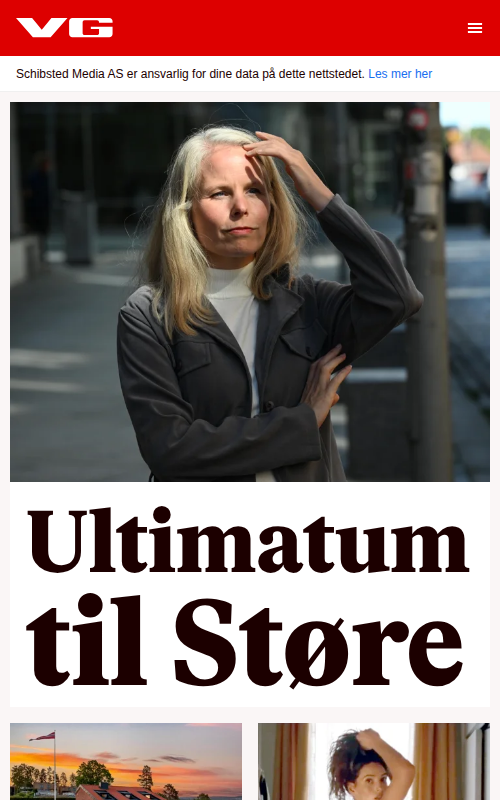 VG
Schibsted Media AS er ansvarlig for dine data på dette nettstedet. Les mer her
Ultimatum
til Støre